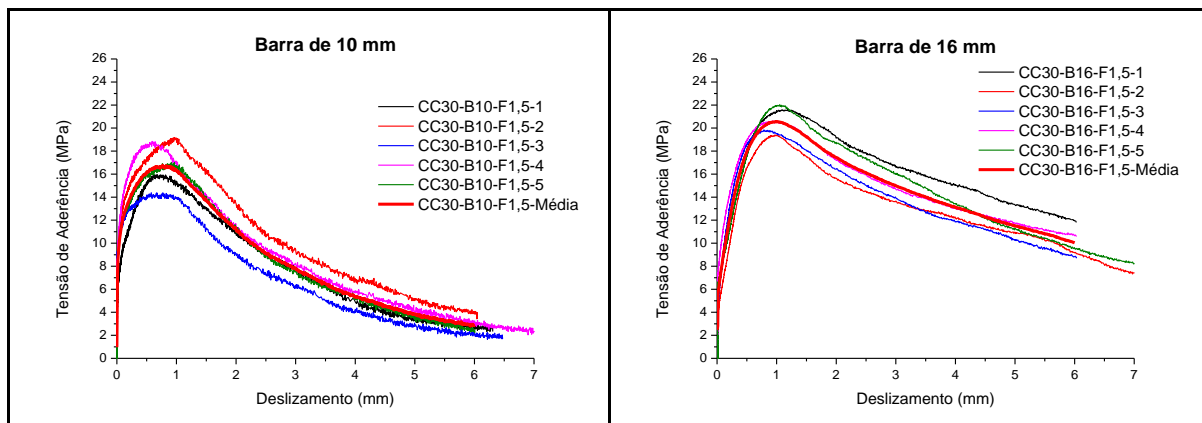 Barra de 10 mm
26
24
22
20
18
16
14
12
10
8
6
4
2
0
Tensão de Aderência (MPa)
CC30-B10-F1,5-1
CC30-B10-F1,5-2
CC30-B10-F1,5-3
CC30-B10-F1,5-4
CC30-B10-F1,5-5
CC30-B10-F1,5-Média
0 1 2 3 4 5 6 7
Deslizamento (mm)
Barra de 16 mm
26
24
22
20
18
16
14
12
10
8
6
4
2
0
Tensão de Aderência (MPa)
CC30-B16-F1,5-1
CC30-B16-F1,5-2
CC30-B16-F1,5-3
CC30-B16-F1,5-4
CC30-B16-F1,5-5
CC30-B16-F1,5-Média
0 1 2 3 4 5 6 7
Deslizamento (mm)